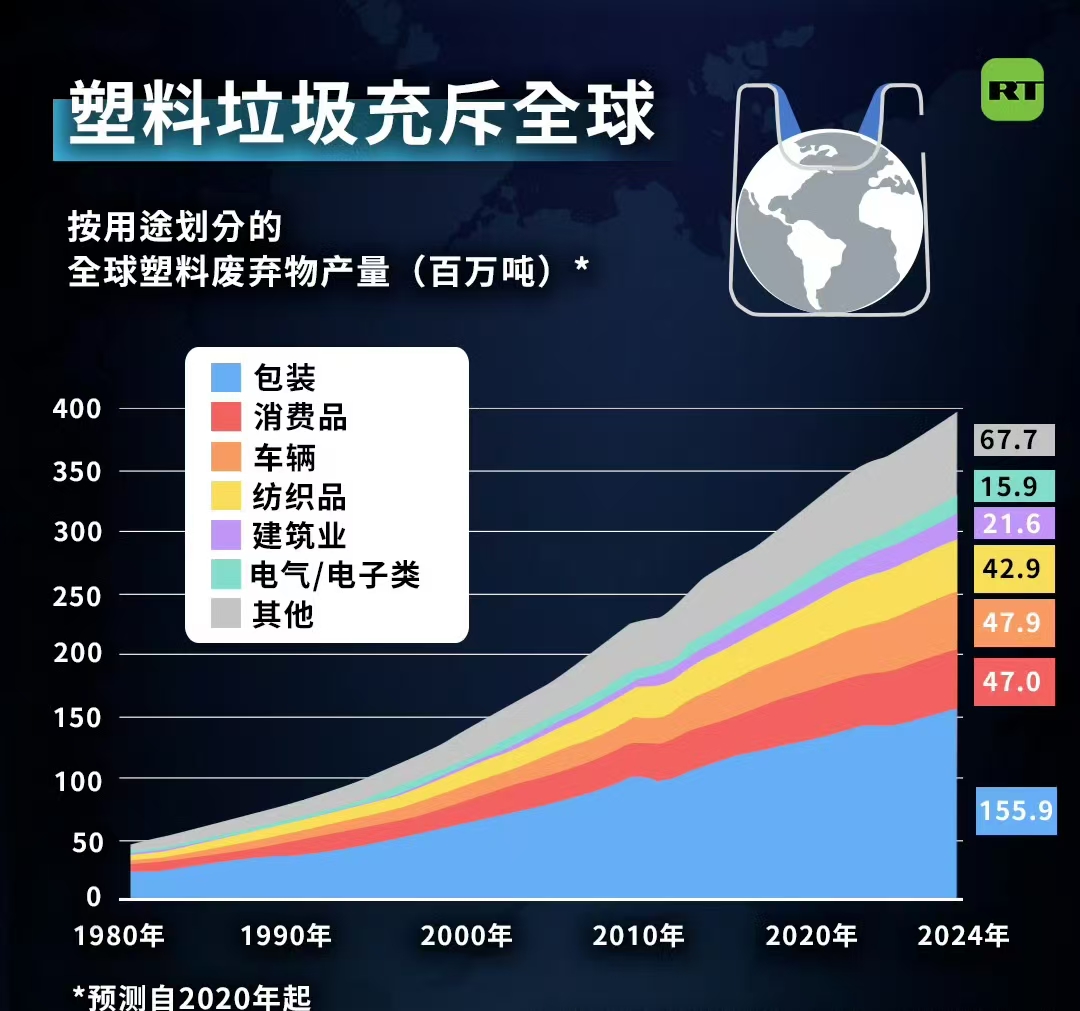 塑料垃圾充斥全球
RT
按用途划分的
全球塑料废弃物产量（百万吨）*
包装
消费品
车辆
纺织品
建筑业
电气/电子类
其他
400
350
300
250
200
150
100
50
0
67.7
15.9
21.6
42.9
47.9
47.0
155.9
1980年 1990年 2000年 2010年 2020年 2024年
*预测自2020年起